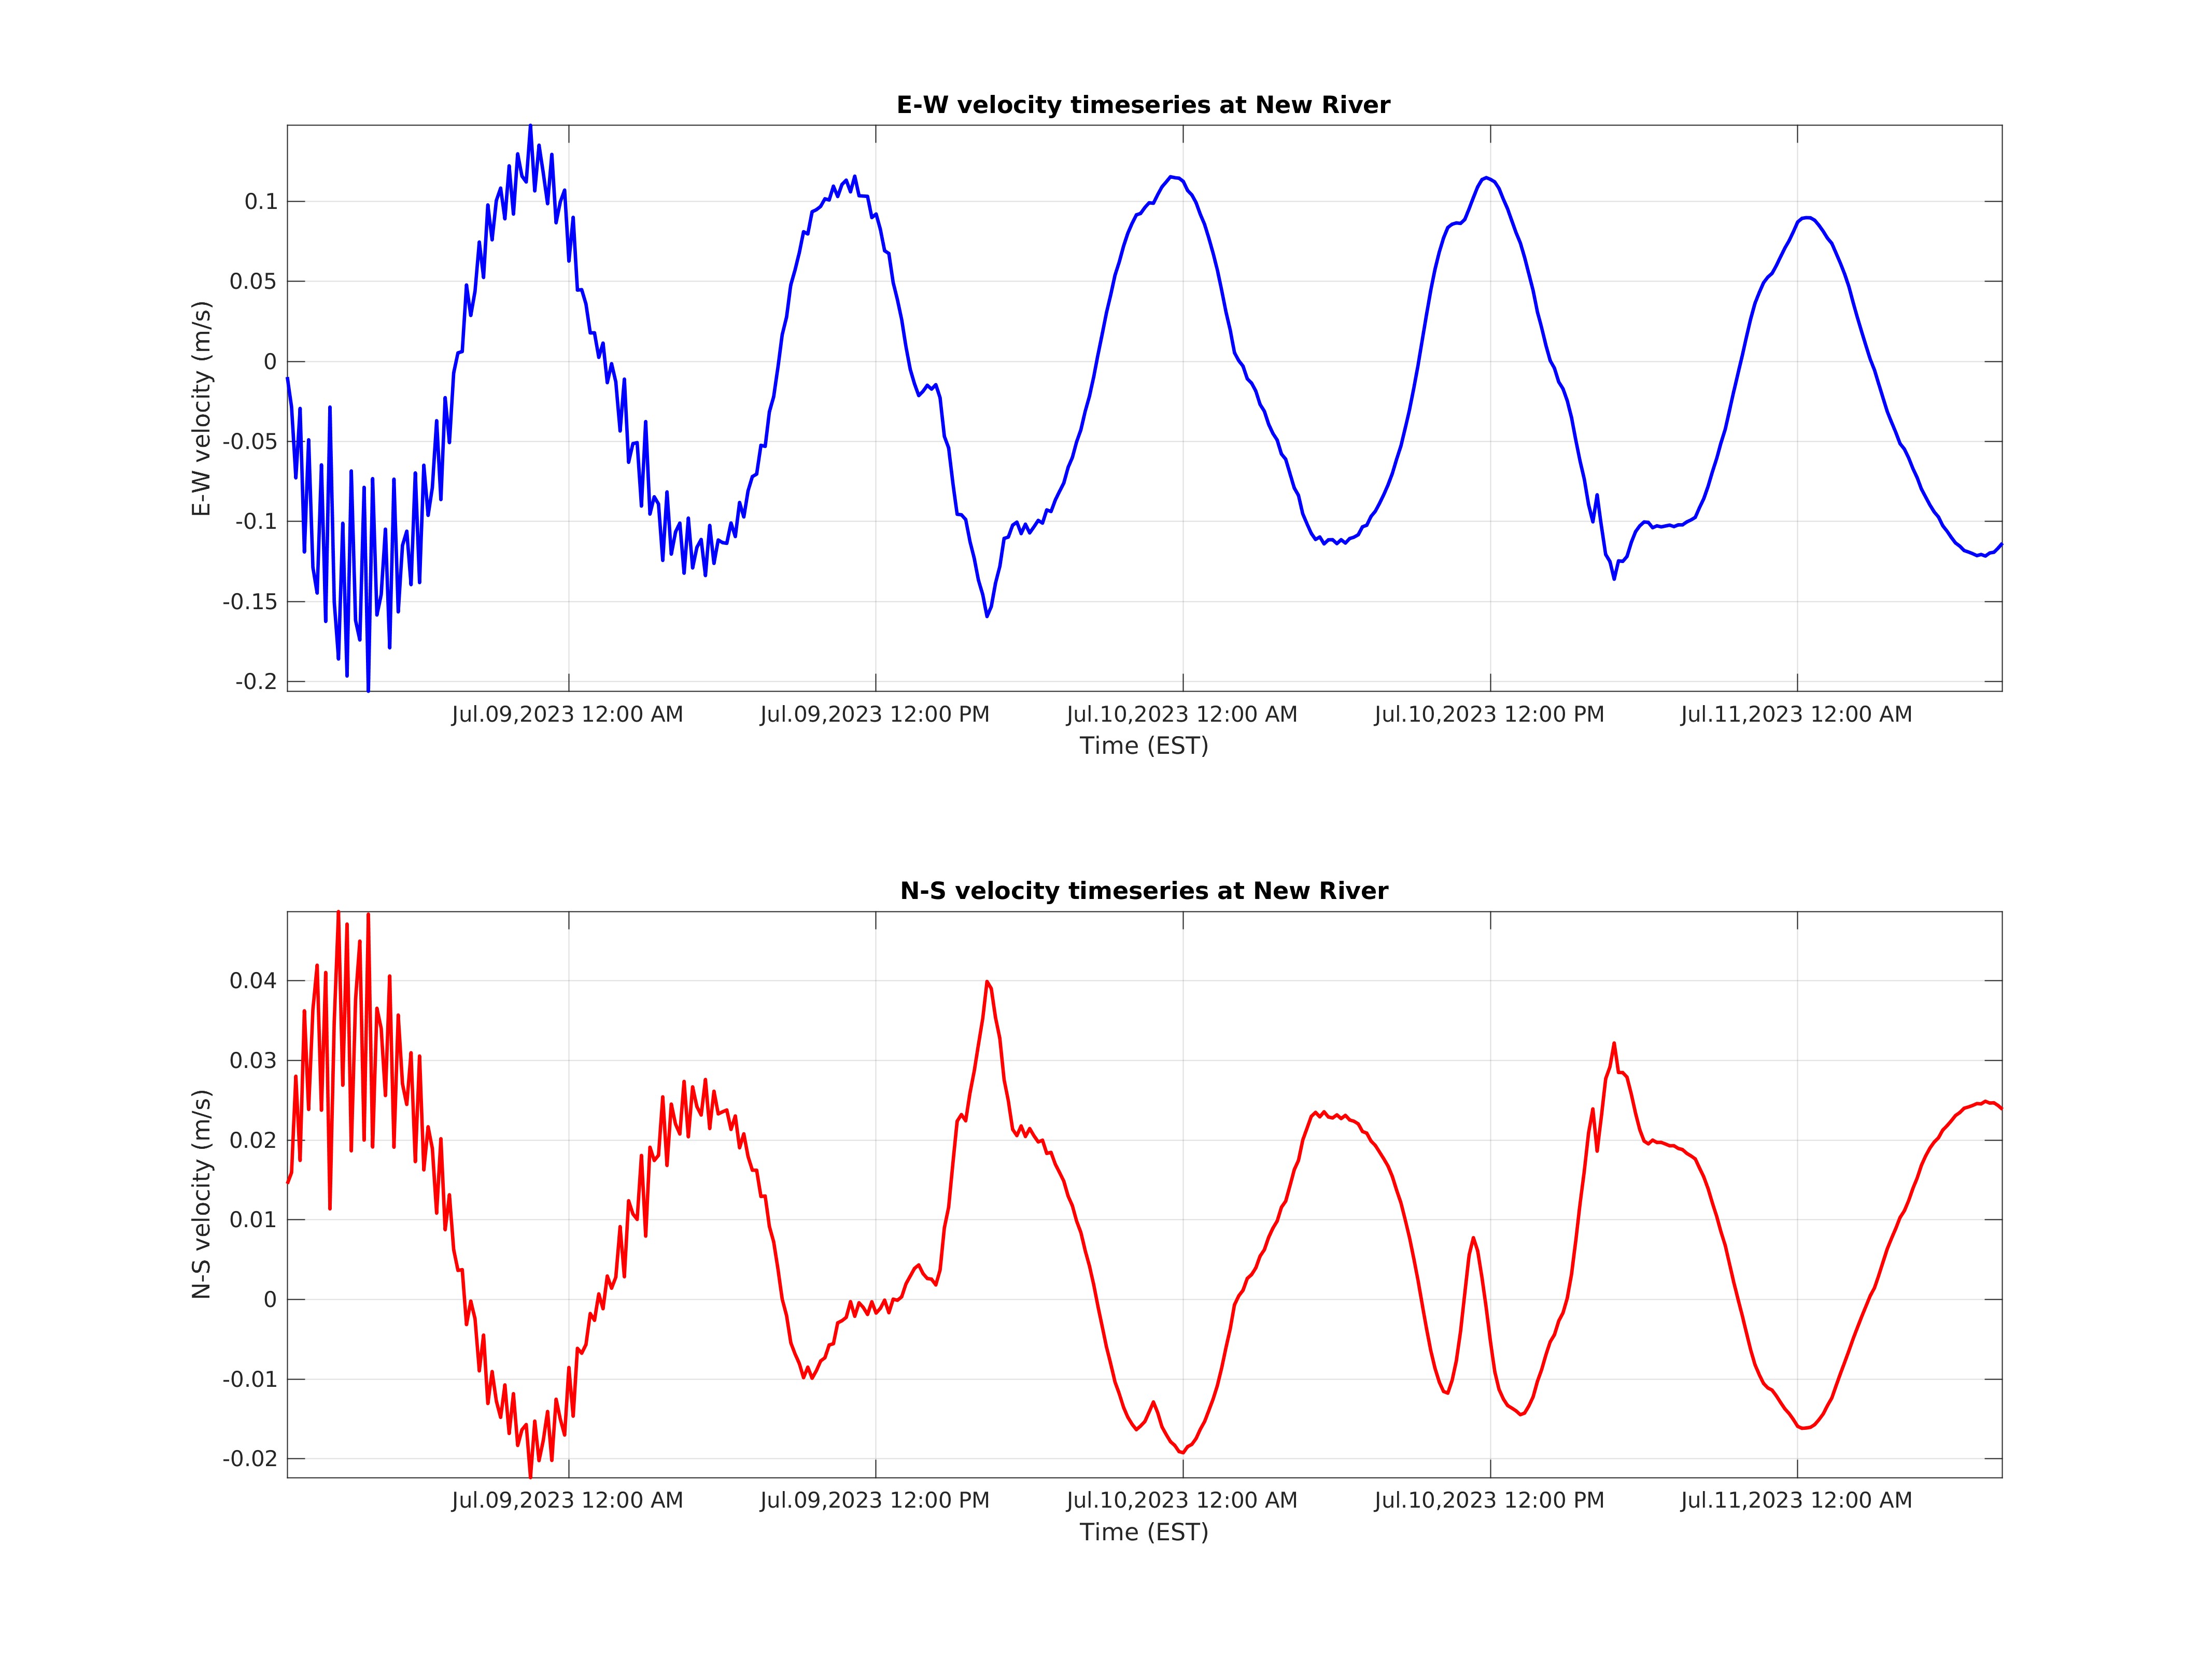 E-W velocity timeseries at New River
E-W velocity (m/s)
0.1
0.05
0
-0.05
-0.1
-0.15
-0.2
Jul.09,2023 12:00 AM Jul.09,2023 12:00 PM Jul.10,2023 12:00 AM Jul.10,2023 12:00 PM Jul.11,2023 12:00 AM
Time (EST)
N-S velocity timeseries at New River
N-S velocity (m/s)
0.04
0.03
0.02
0.01
0
-0.01
-0.02
Jul.09,2023 12:00 AM Jul.09,2023 12:00 PM Jul.10,2023 12:00 AM Jul.10,2023 12:00 PM Jul.11,2023 12:00 AM
Time (EST)